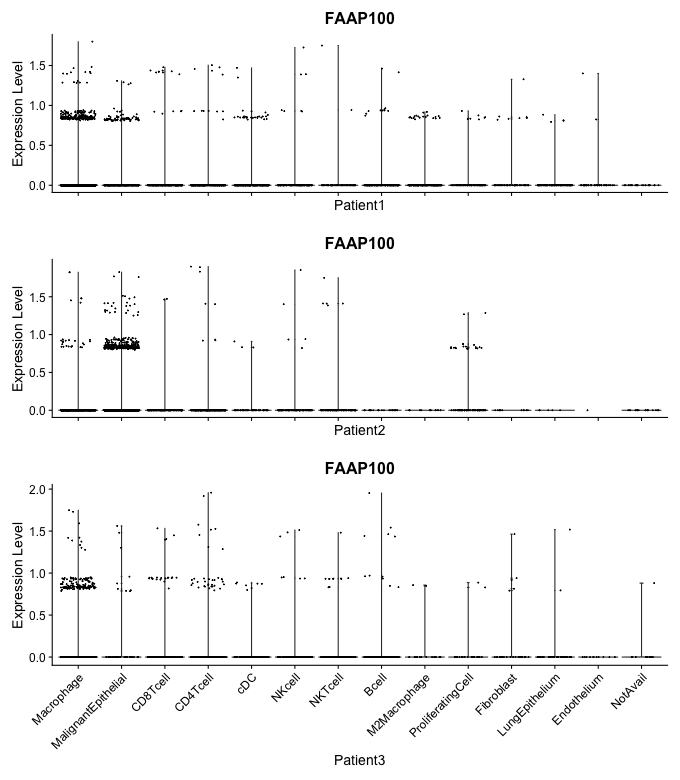 FAAP100
Expression Level
1.5
1.0
0.5
0.0
Patient1
FAAP100
Expression Level
1.5
1.0
0.5
0.0
Patient2
FAAP100
Expression Level
2.0
1.5
1.0
0.5
0.0
Macrophage
MalignantEpithelial
CD8Tcell
CD4Tcell
cDC
NKcell
NKTcell
Bcell
M2Macrophage
ProliferatingCell
Fibroblast
LungEpithelium
Endothelium
NotAvail
Patient3